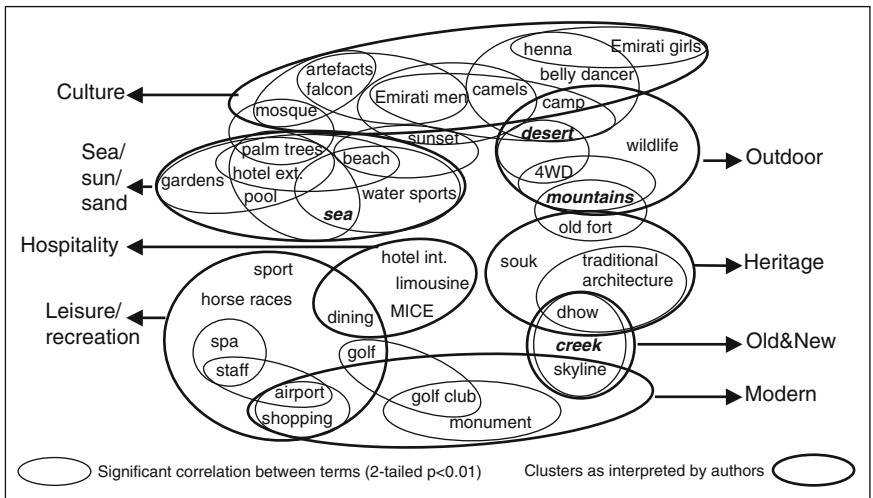 henna
Emirati girls
artefacts
falcon
belly dancer
Culture
Emirati men
camels
camp
mosque
desert
sunset
wildlife
Sea/
sun/
sand
palm trees
beach
Outdoor
hotel ext.
4WD
gardens
pool
water sports
mountains
sea
old fort
Hospitality
hotel int.
souk
traditional
architecture
Heritage
sport
limousine
horse races
MICE
dining
dhow
Leisure/
recreation
spa
golf
creek
Old&New
staff
skyline
airport
golf club
Modern
shopping
monument
Significant correlation between terms (2-tailed p<0.01)
Clusters as interpreted by authors